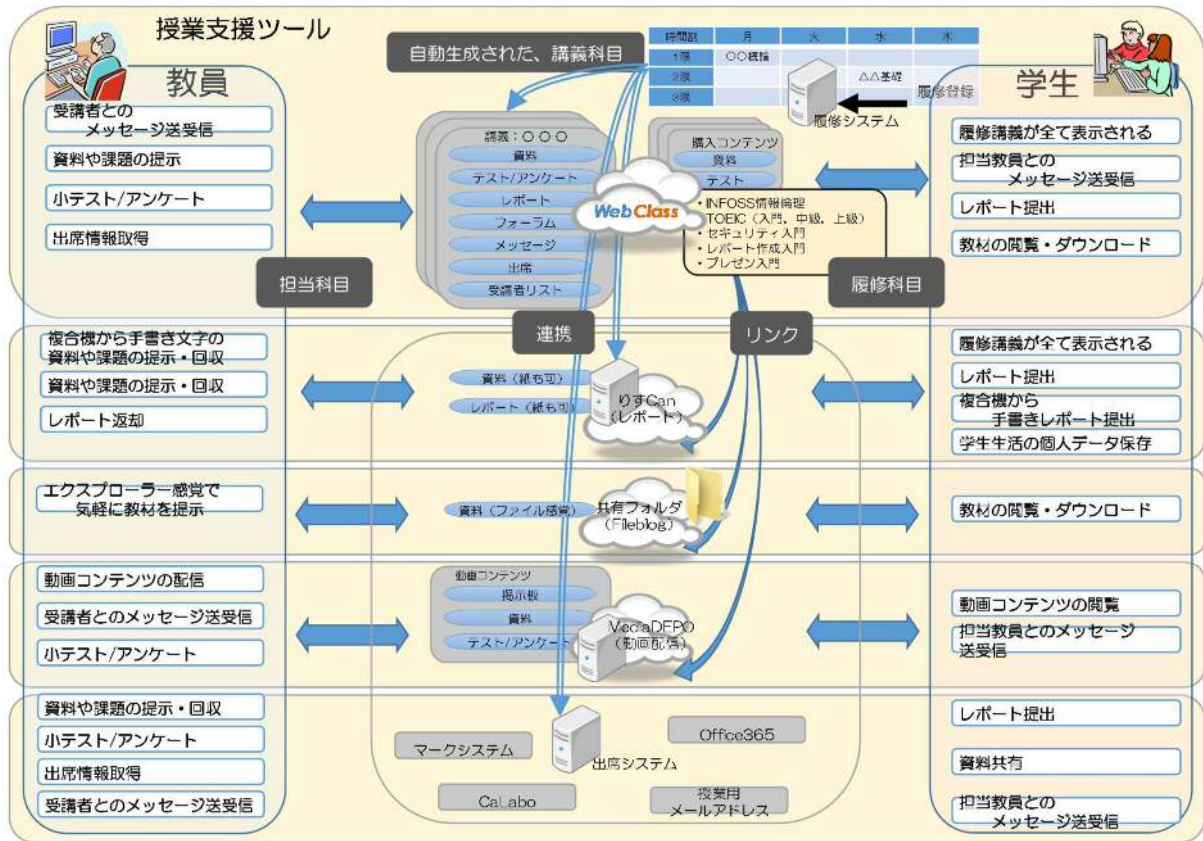 授業支援ツール
自動生成された、講義科目
時間割
月
火
水
木
1限
〇〇概論
2限
△△基礎
3限
履修登録
履修システム
教員
学生
受講者との
メッセージ送受信
資料や課題の提示
小テスト/アンケート
出席情報取得
担当科目
講義：〇〇〇
資料
テスト/アンケート
レポート
フォーラム
メッセージ
出席
受講者リスト
購入コンテンツ
資料
テスト
WebClass
・INFOSS情報倫理
TOEIC（入門、中級、上級）
・セキュリティ入門
・レポート作成入門
・プレゼン入門
履修科目
履修講義が全て表示される
担当教員との
メッセージ送受信
レポート提出
教材の閲覧・ダウンロード
連携
リンク
複合機から手書き文字の
資料や課題の提示・回収
資料や課題の提示・回収
レポート返却
資料（紙も可）
レポート（紙も可）
りすCan
（レポート）
履修講義が全て表示される
レポート提出
複合機から
手書きレポート提出
学生生活の個人データ保存
エクスプローラー感覚で
気軽に教材を提示
資料（ファイル感覚）
共有フォルダ
（Fileblog）
教材の閲覧・ダウンロード
動画コンテンツの配信
受講者とのメッセージ送受信
小テスト/アンケート
動画コンテンツ
掲示板
資料
テスト/アンケート
MediaDEPO
（動画配信）
動画コンテンツの閲覧
担当教員とのメッセージ
送受信
資料や課題の提示・回収
小テスト/アンケート
出席情報取得
受講者とのメッセージ送受信
マークシステム
出席システム
Office365
CaLabo
授業用
メールアドレス
レポート提出
資料共有
担当教員との
メッセージ送受信